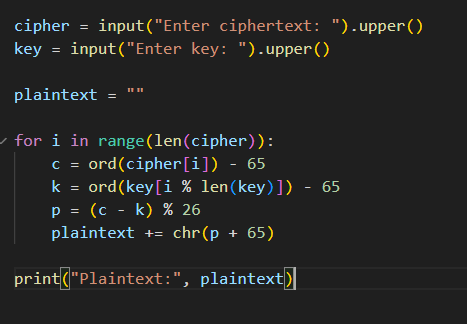 cipher = input("Enter ciphertext: ").upper()
key = input("Enter key: ").upper()
plaintext = ""
for i in range(len(cipher)):
    c = ord(cipher[i]) - 65
    k = ord(key[i % len(key)]) - 65
    p = (c - k) % 26
    plaintext += chr(p + 65)
print("Plaintext:", plaintext)